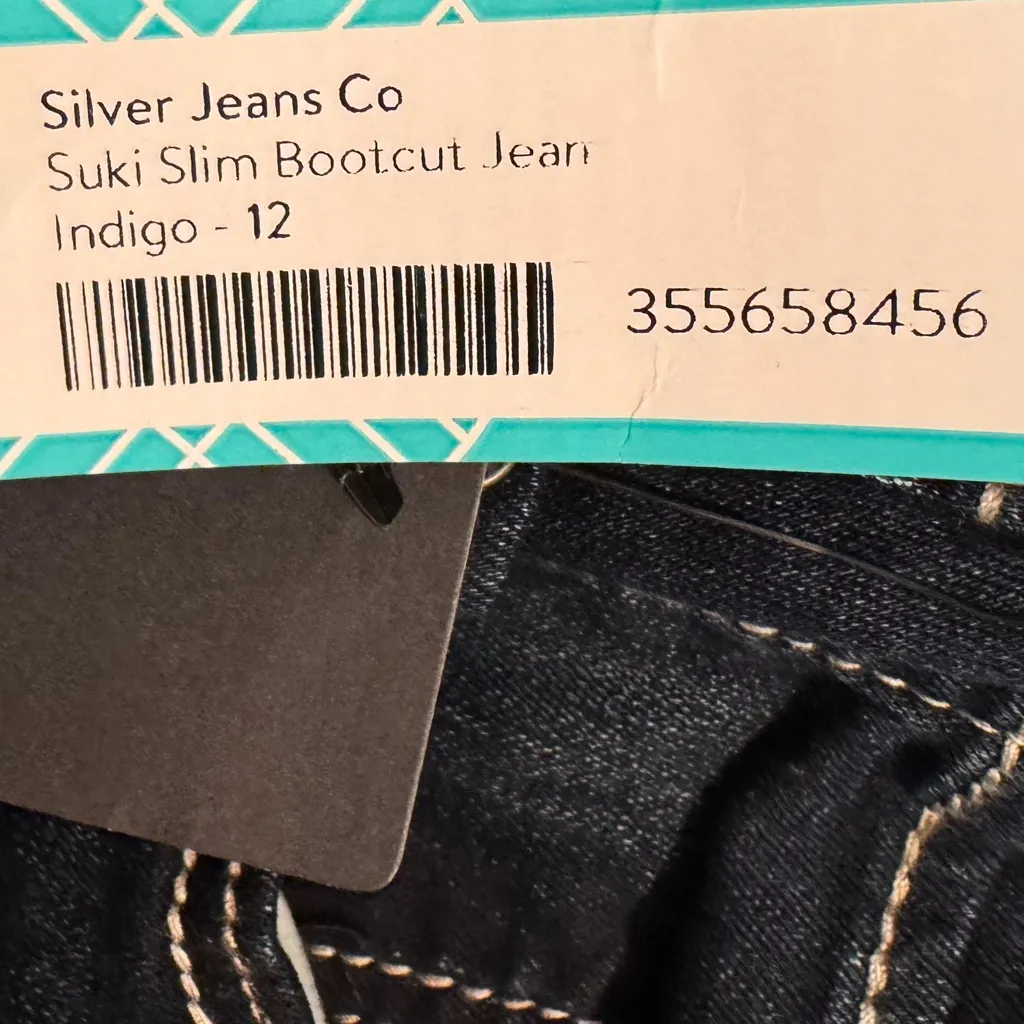 Silver Jeans Co
Suki Slim Bootcut Jean
Indigo - 12
355658456